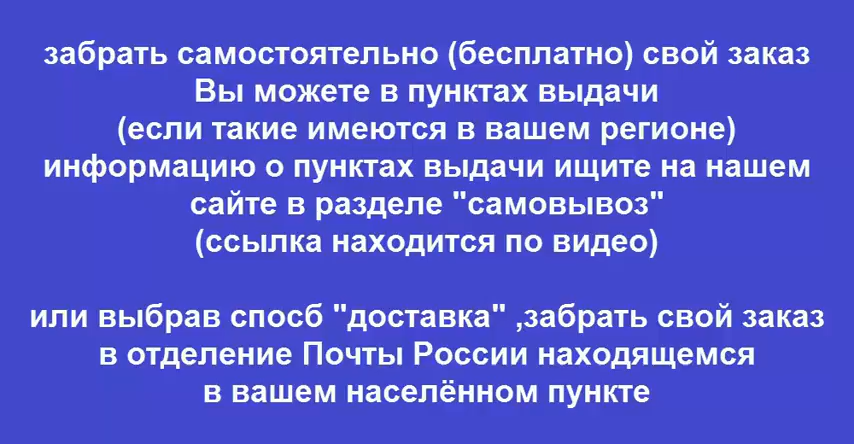 забрать самостоятельно (бесплатно) свой заказ
Вы можете в пунктах выдачи
(если такие имеются в вашем регионе)
информацию о пунктах выдачи ищите на нашем
сайте в разделе "самовывоз"
(ссылка находится по видео)
или выбрав спосб "доставка" ,забрать свой заказ
в отделение Почты России находящемся
в вашем населённом пункте